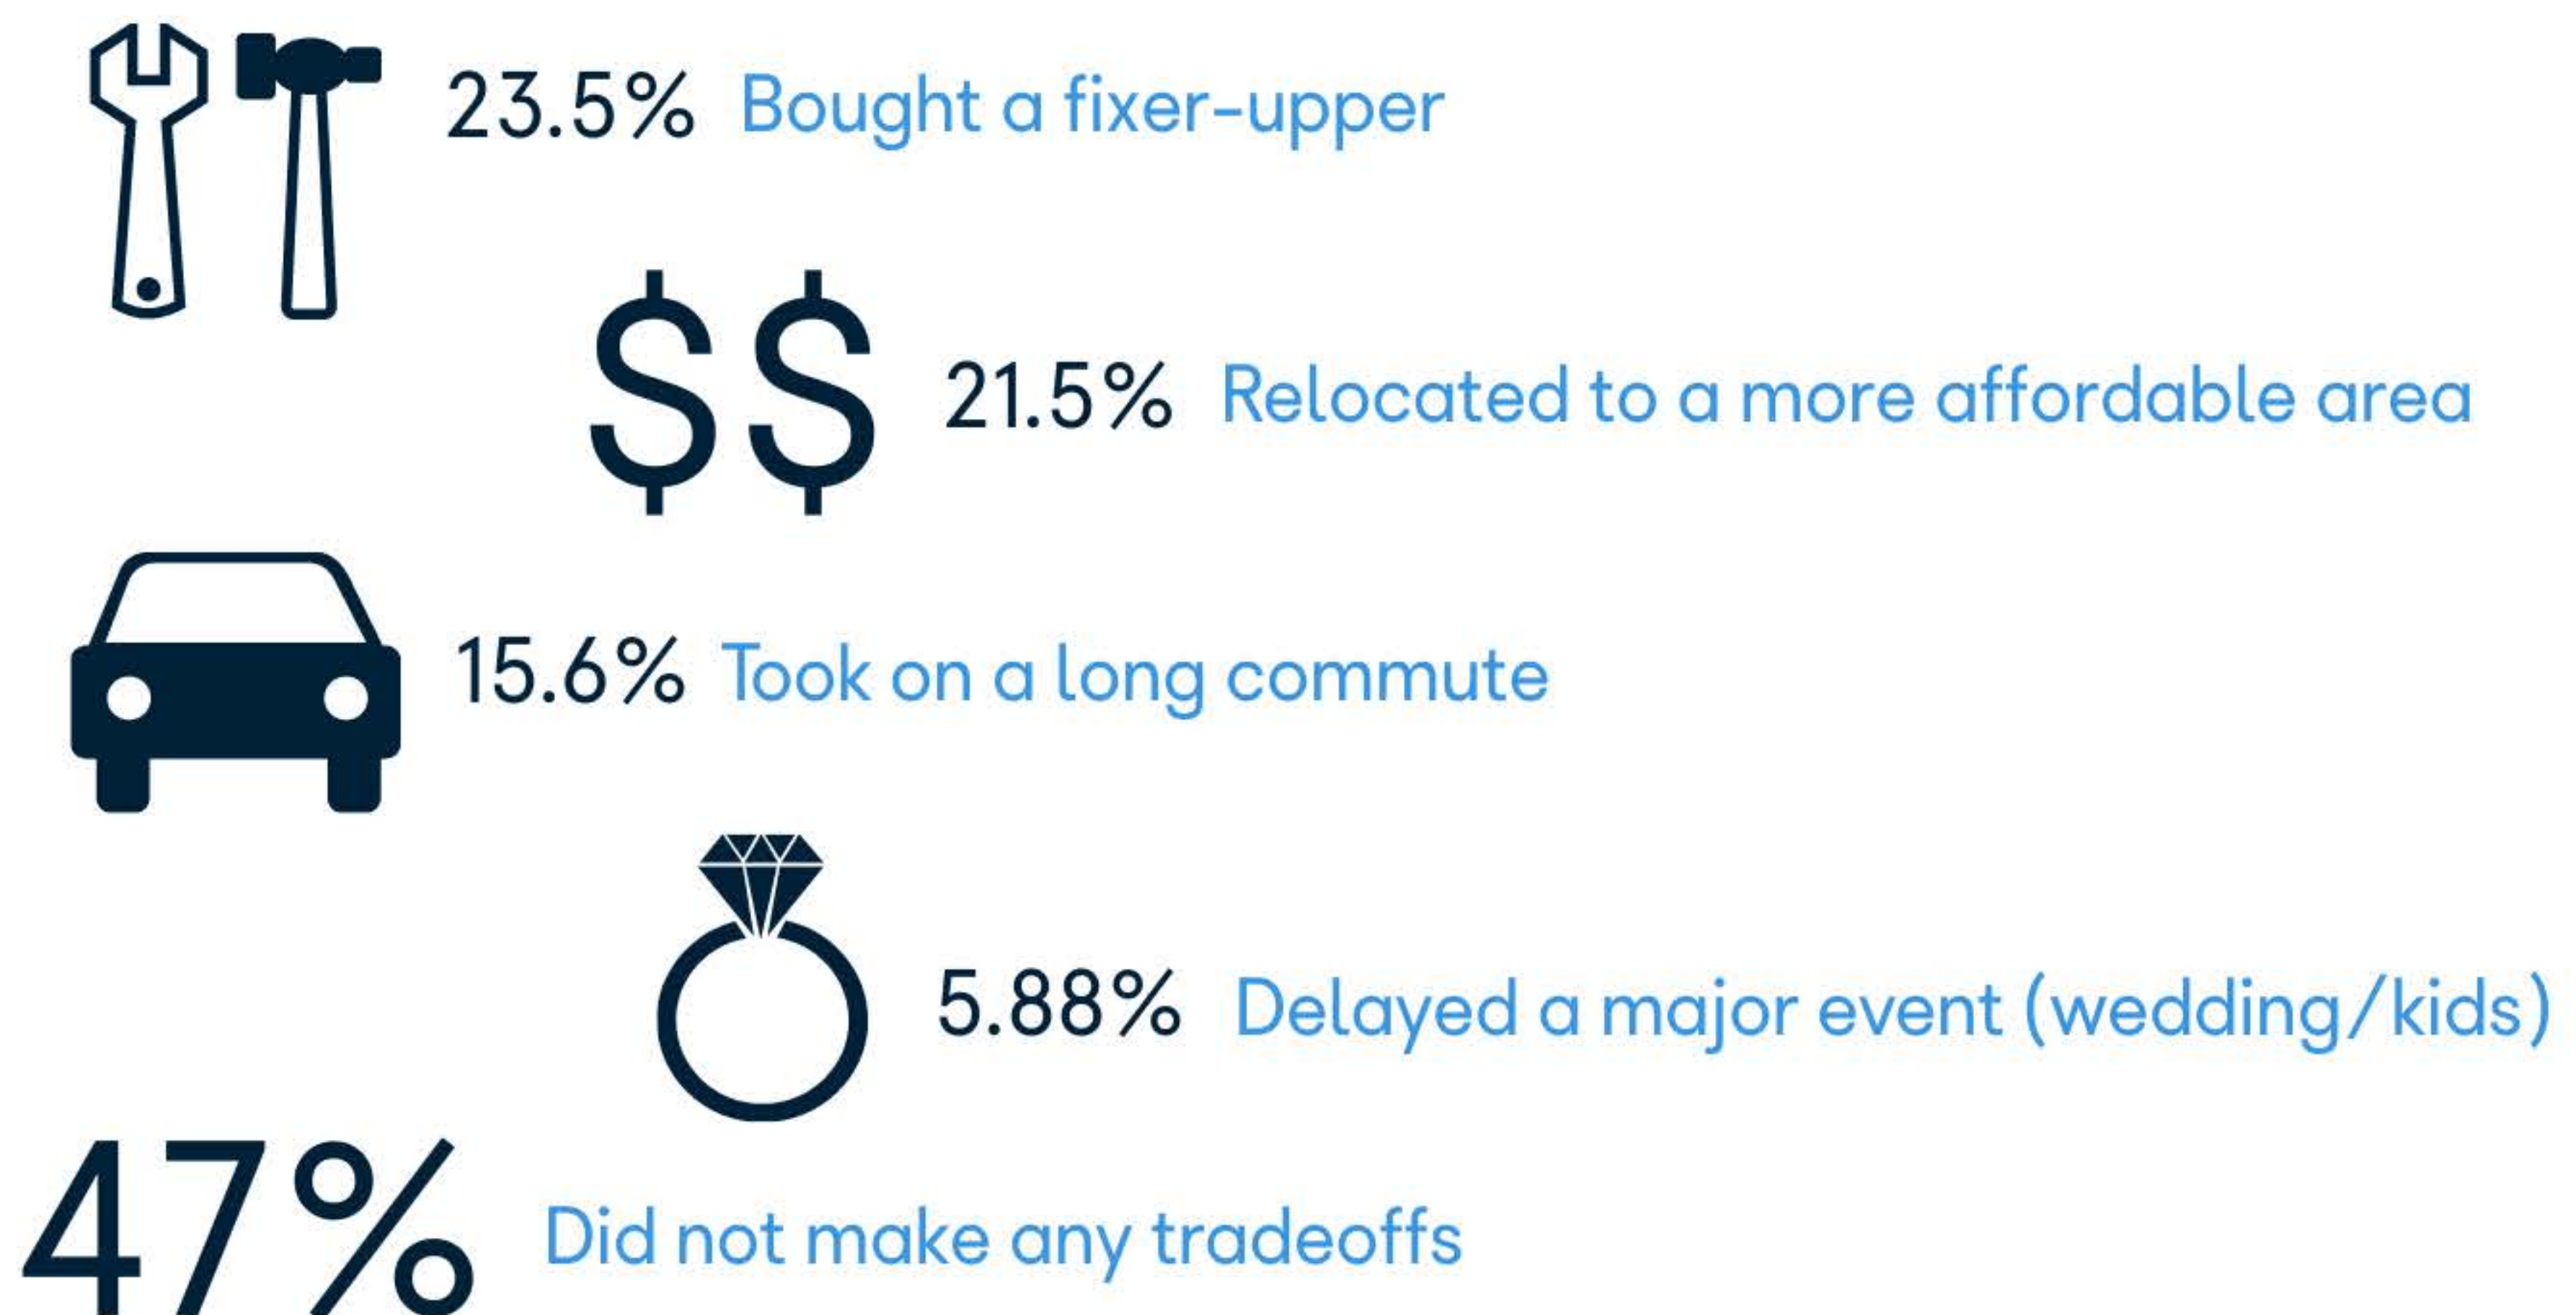 23.5% Bought a fixer-upper
$$ 21.5% Relocated to a more affordable area
15.6% Took on a long commute
5.88% Delayed a major event (wedding/kids)
47% Did not make any tradeoffs